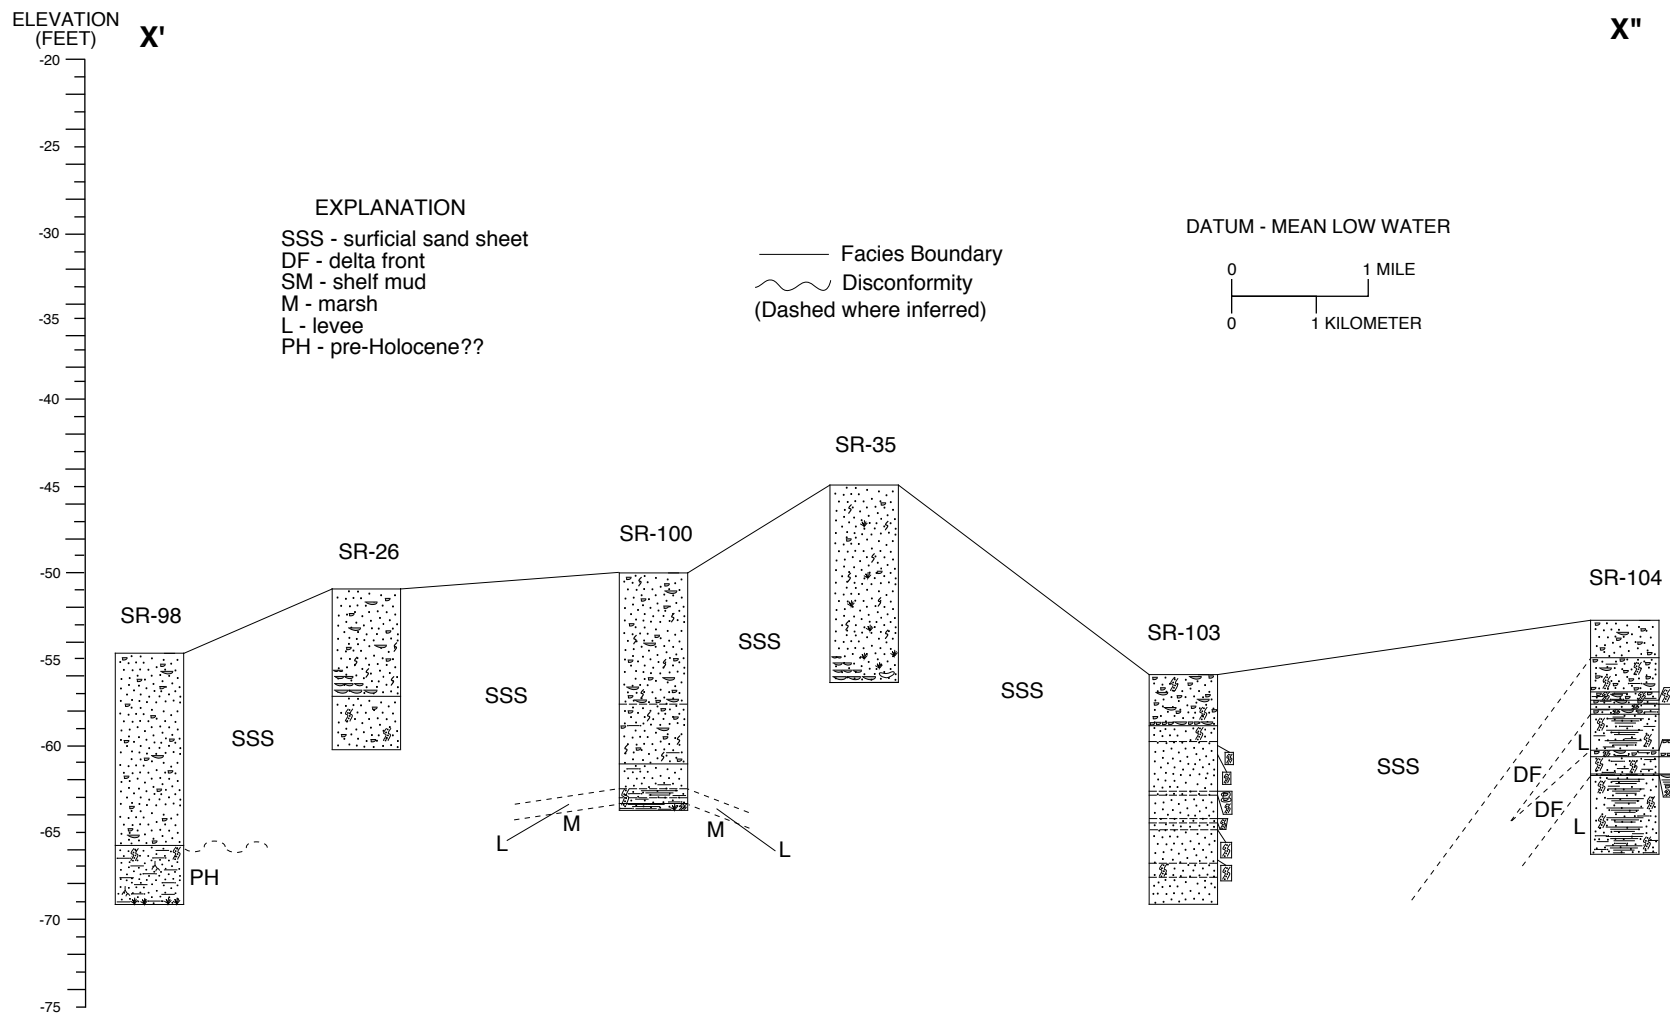 ELEVATION
(FEET)
X'
X"
-20
-25
-30
-35
-40
-45
-50
-55
-60
-65
-70
-75
EXPLANATION
SSS - surficial sand sheet
DF - delta front
SM - shelf mud
M - marsh
L - levee
PH - pre-Holocene??
Facies Boundary
Disconformity
(Dashed where inferred)
DATUM - MEAN LOW WATER
0 1 MILE
0 1 KILOMETER
SR-35
SR-100
SR-26
SR-104
SR-98
SR-103
SSS
SSS
SSS
SSS
SSS
L
DF
DF
L
M
M
L
L
PH